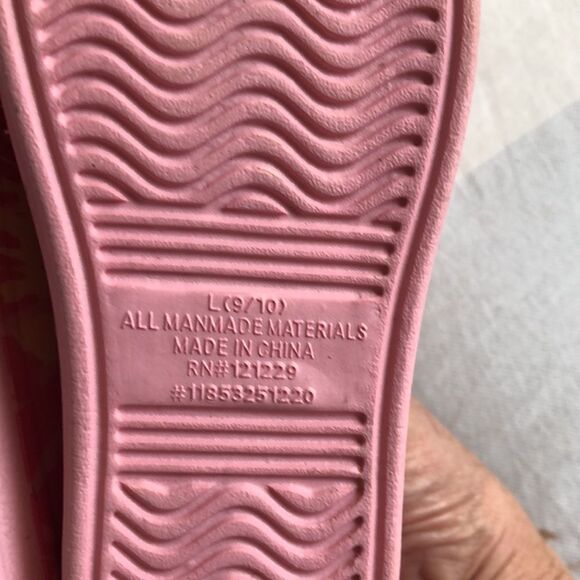 L(9/10)
ALL MANMADE MATERIALS
MADE IN CHINA
RN#121229
#11853251220